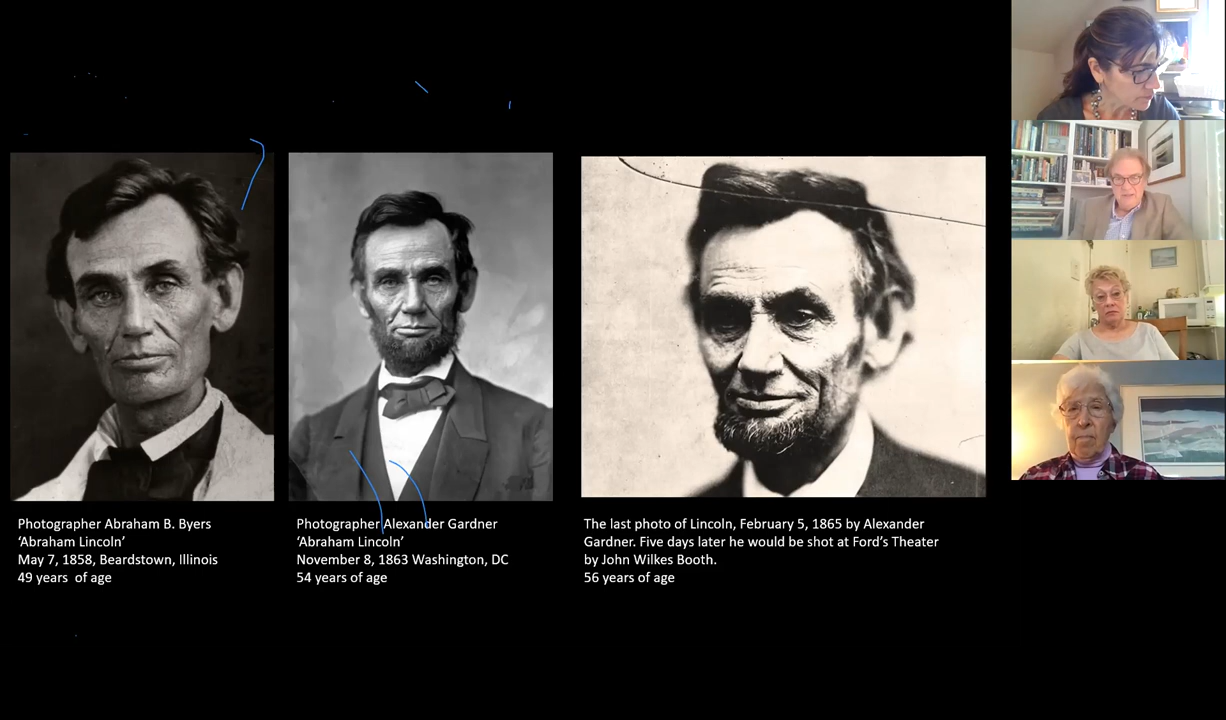 Photographer Abraham B. Byers
‘Abraham Lincoln’
May 7, 1858, Beardstown, Illinois
49 years  of age
Photographer Alexander Gardner
‘Abraham Lincoln’
November 8, 1863 Washington, DC
54 years of age
The last photo of Lincoln, February 5, 1865 by Alexander
Gardner. Five days later he would be shot at Ford’s Theater
by John Wilkes Booth.
56 years of age